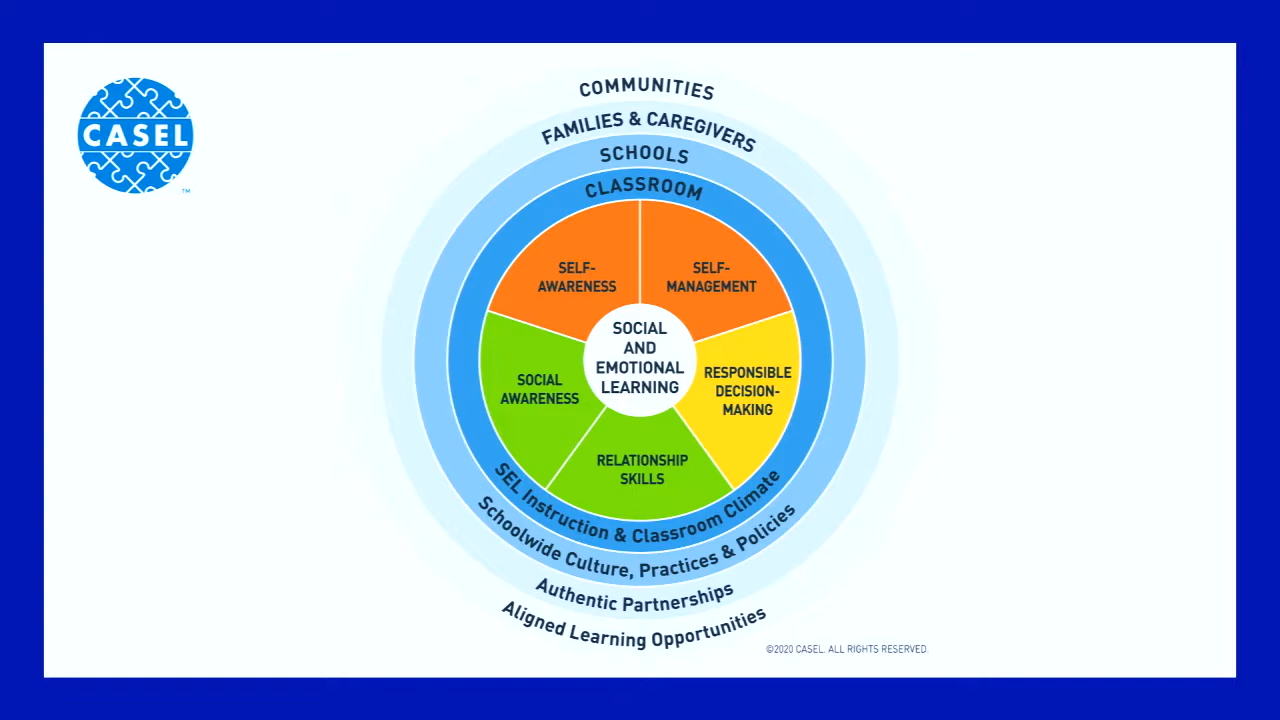 CASEL
™
COMMUNITIES
FAMILIES & CAREGIVERS
SCHOOLS
CLASSROOM
SELF-
AWARENESS
SELF-
MANAGEMENT
SOCIAL
AND
EMOTIONAL
LEARNING
SOCIAL
AWARENESS
RESPONSIBLE
DECISION-
MAKING
RELATIONSHIP
SKILLS
SEL Instruction & Classroom Climate
Schoolwide Culture, Practices & Policies
Authentic Partnerships
Aligned Learning Opportunities
©2020 CASEL. ALL RIGHTS RESERVED.